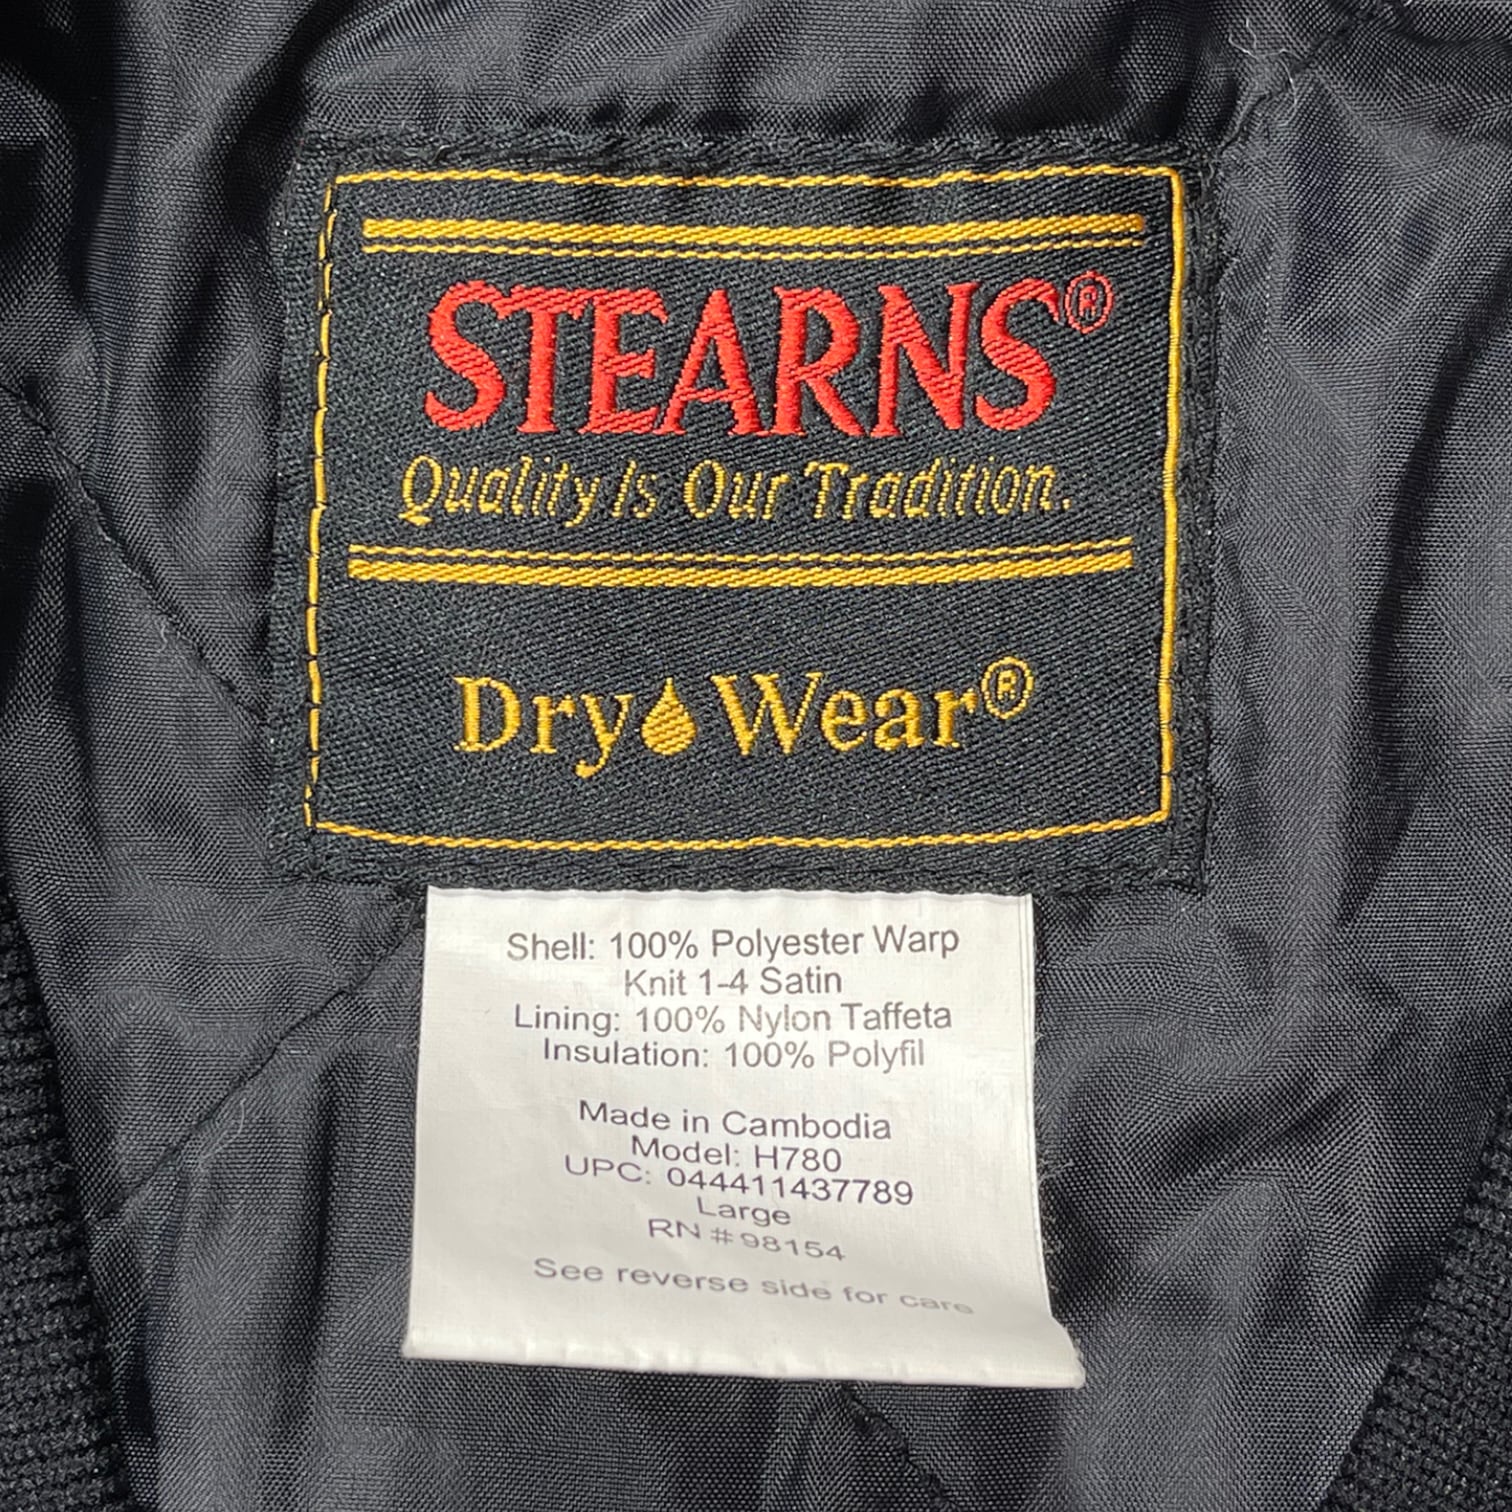 STEARNS®
Quality Is Our Tradition.
Dry Wear®
Shell: 100% Polyester Warp
Knit 1-4 Satin
Lining: 100% Nylon Taffeta
Insulation: 100% Polyfil
Made in Cambodia
Model: H780
UPC: 044411437789
Large
RN #98154
See reverse side for care